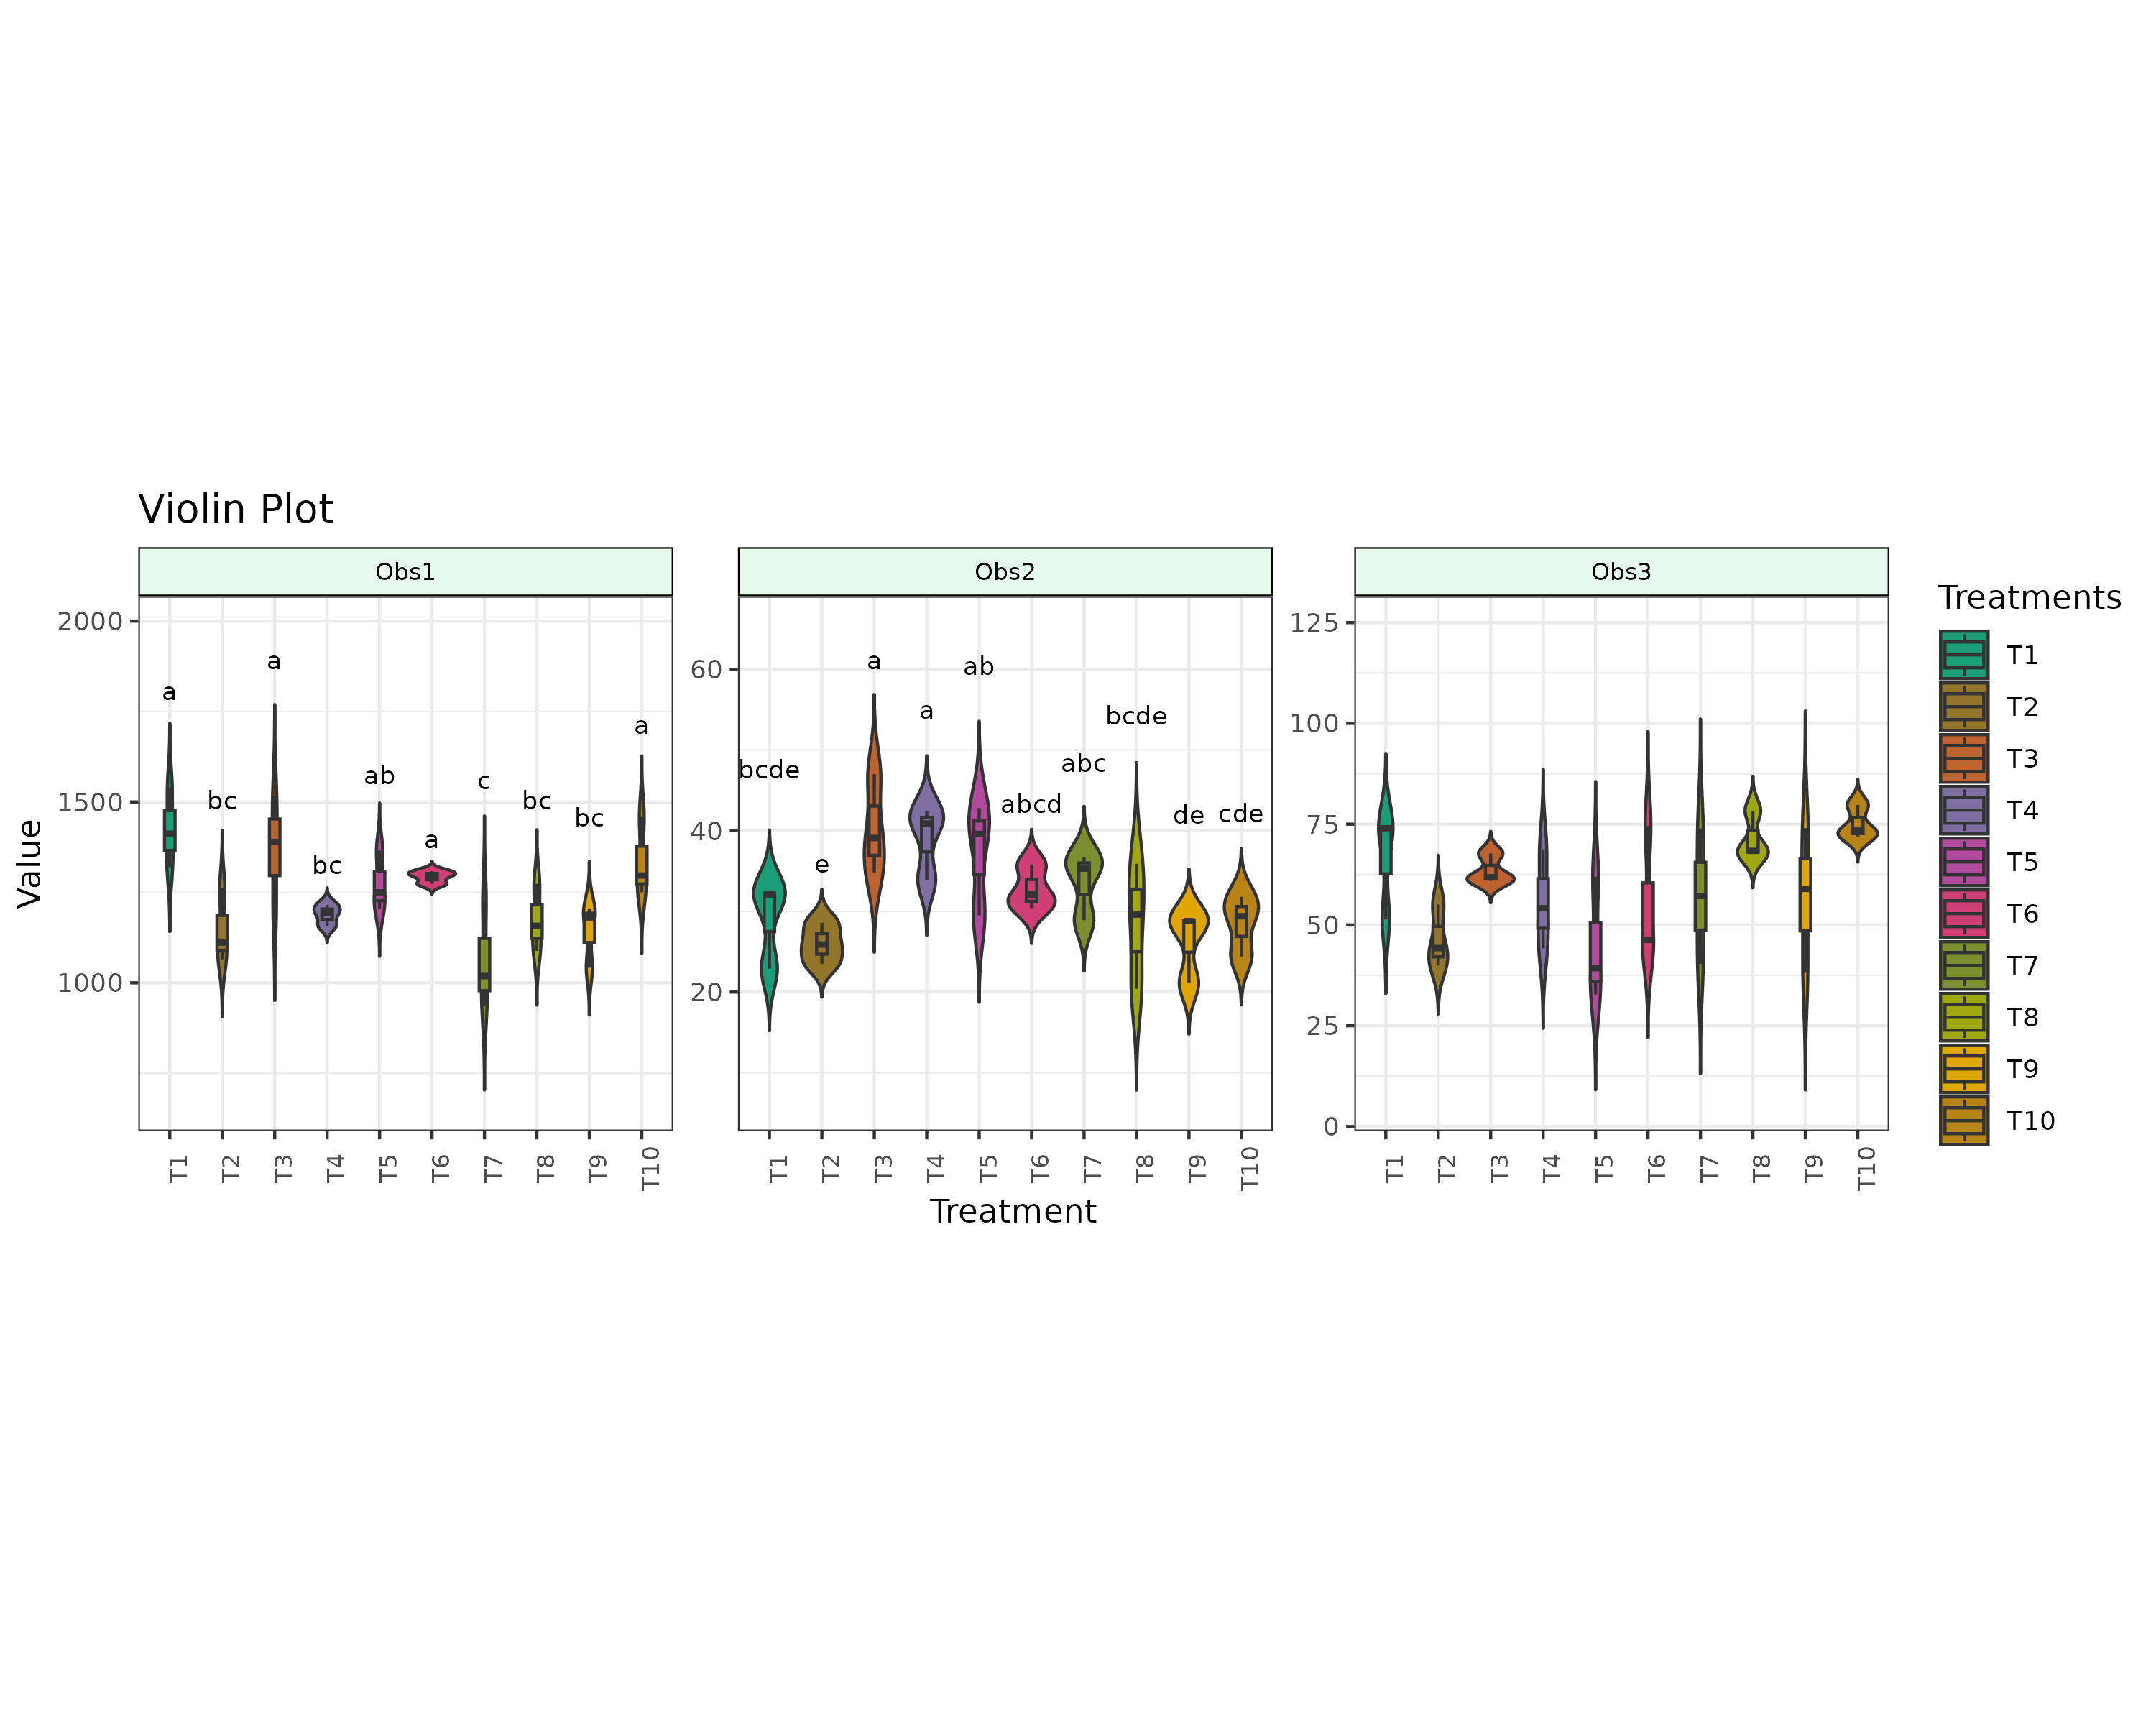 Violin Plot
Obs1
Obs2
Obs3
Value
2000
1500
1000
a
bc
a
bc
ab
a
c
bc
bc
a
T1
T2
T3
T4
T5
T6
T7
T8
T9
T10
60
40
20
bcde
e
a
a
ab
abcd
abc
bcde
de
cde
T1
T2
T3
T4
T5
T6
T7
T8
T9
T10
125
100
75
50
25
0
T1
T2
T3
T4
T5
T6
T7
T8
T9
T10
Treatment
Treatments
T1
T2
T3
T4
T5
T6
T7
T8
T9
T10